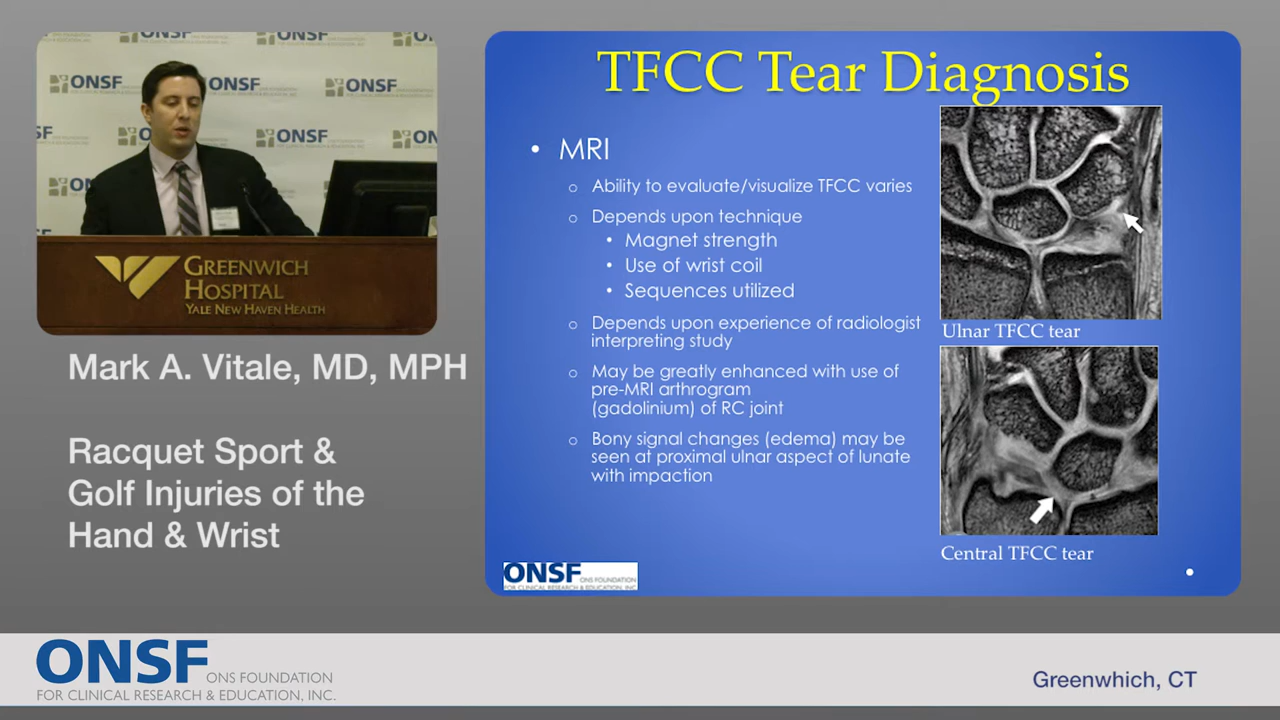 ONSF
ONSF
ONSF
ONSF
ONSF
ONSF
GREENWICH
HOSPITAL
YALE NEW HAVEN HEALTH
Mark A. Vitale, MD, MPH
Racquet Sport &
Golf Injuries of the
Hand & Wrist
TFCC Tear Diagnosis
• MRI
o Ability to evaluate/visualize TFCC varies
o Depends upon technique
• Magnet strength
• Use of wrist coil
• Sequences utilized
o Depends upon experience of radiologist
interpreting study
o May be greatly enhanced with use of
pre-MRI arthrogram
(gadolinium) of RC joint
o Bony signal changes (edema) may be
seen at proximal ulnar aspect of lunate
with impaction
Ulnar TFCC tear
Central TFCC tear
ONSF ONS FOUNDATION
FOR CLINICAL RESEARCH & EDUCATION, INC.
ONSF ONS FOUNDATION
FOR CLINICAL RESEARCH & EDUCATION, INC.
Greenwhich, CT